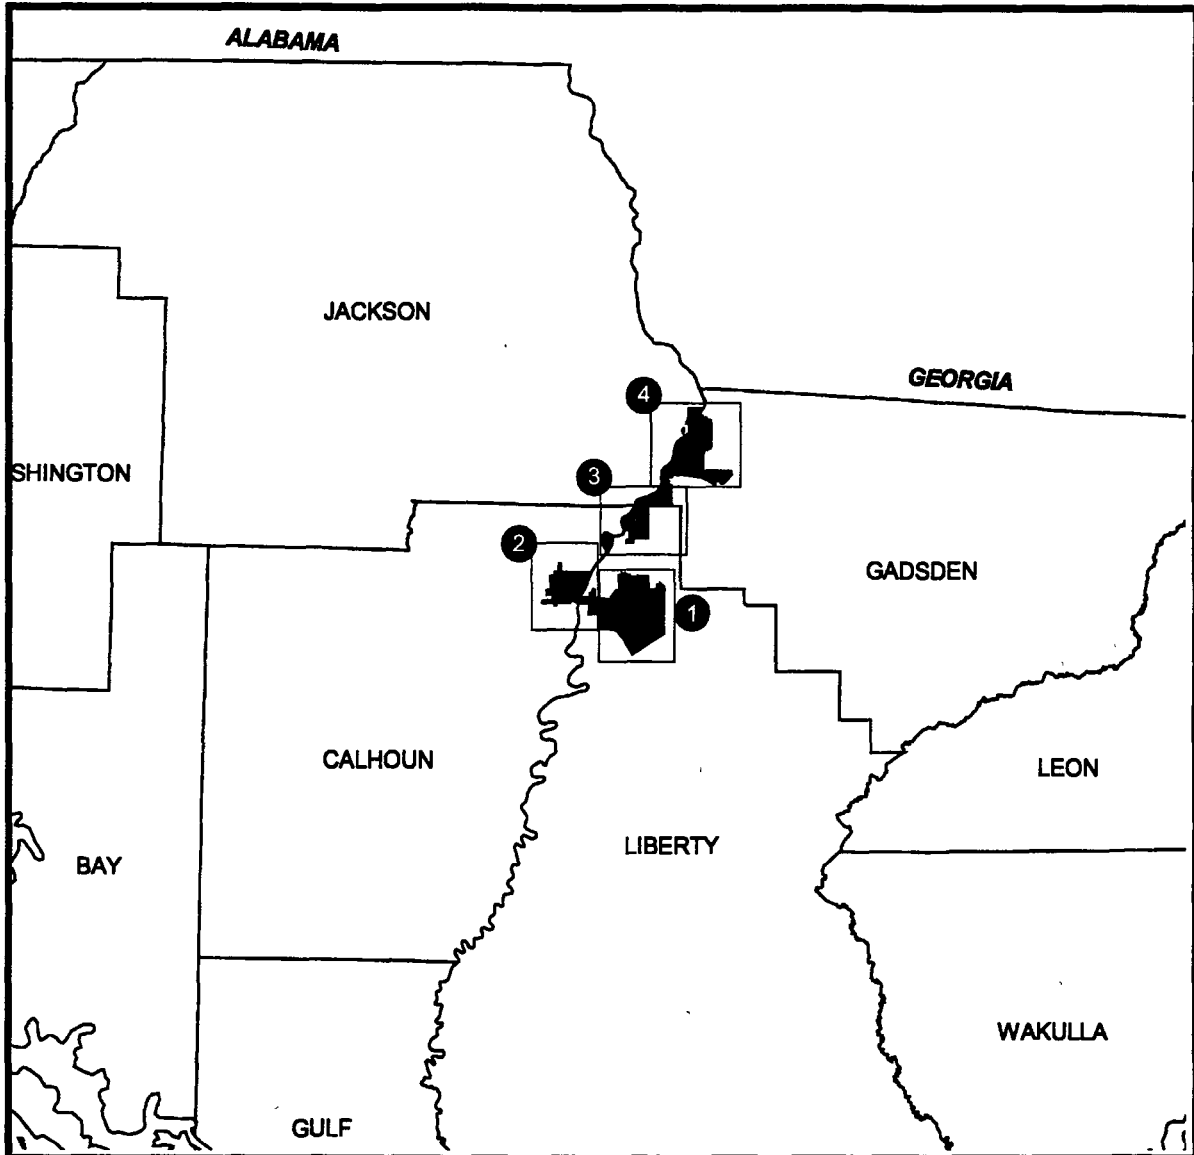 ALABAMA
JACKSON
GEORGIA
4
3
SHINGTON
2
GADSDEN
1
CALHOUN
LEON
LIBERTY
BAY
WAKULLA
GULF